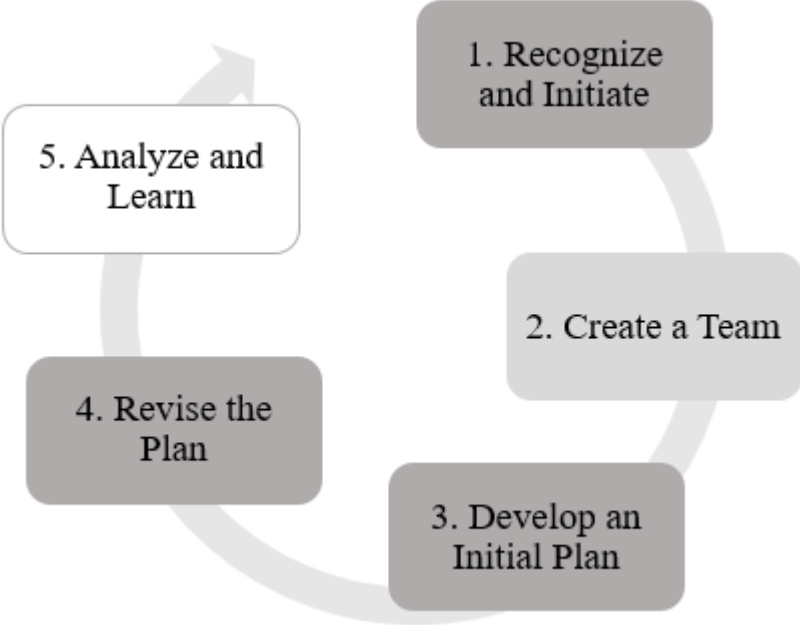 1. Recognize
and Initiate
2. Create a Team
3. Develop an
Initial Plan
4. Revise the
Plan
5. Analyze and
Learn